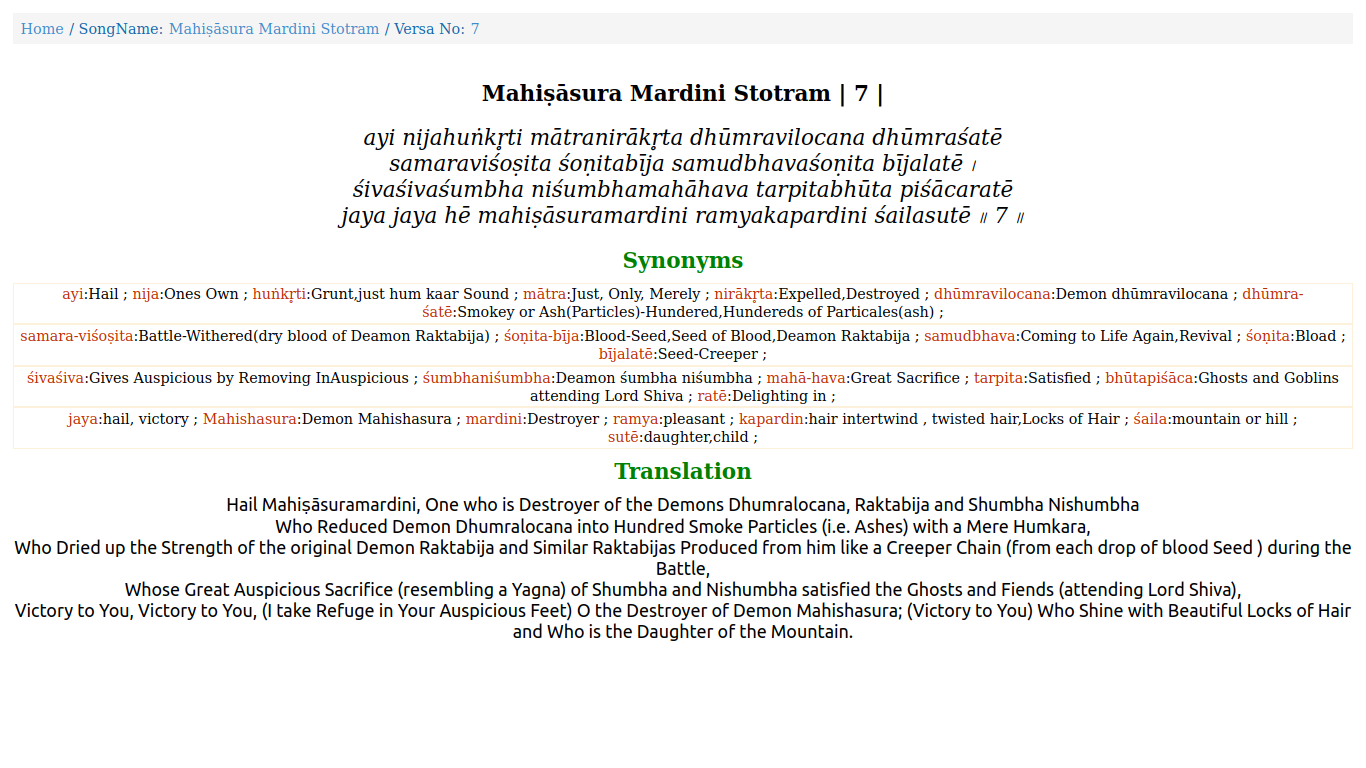 Home / SongName: Mahiṣāsura Mardini Stotram / Versa No: 7
Mahiṣāsura Mardini Stotram | 7 |
ayi nijahuṅkr̥ti mātranirākr̥ta dhūmravilocana dhūmraśatē
samaraviśoṣita śoṇitabīja samudbhavaśoṇita bījalatē ।
śivaśivaśumbha niśumbhamahāhava tarpitabhūta piśācaratē
jaya jaya hē mahiṣāsuramardini ramyakapardini śailasutē ॥ 7 ॥
Synonyms
ayi:Hail ; nija:Ones Own ; huṅkr̥ti:Grunt,just hum kaar Sound ; mātra:Just, Only, Merely ; nirākr̥ta:Expelled,Destroyed ; dhūmravilocana:Demon dhūmravilocana ; dhūmra-
śatē:Smokey or Ash(Particles)-Hundered,Hundereds of Particales(ash) ;
samara-viśoṣita:Battle-Withered(dry blood of Deamon Raktabija) ; śoṇita-bīja:Blood-Seed,Seed of Blood,Deamon Raktabija ; samudbhava:Coming to Life Again,Revival ; śoṇita:Bload ;
bījalatē:Seed-Creeper ;
śivaśiva:Gives Auspicious by Removing InAuspicious ; śumbhaniśumbha:Deamon śumbha niśumbha ; mahā-hava:Great Sacrifice ; tarpita:Satisfied ; bhūtapiśāca:Ghosts and Goblins
attending Lord Shiva ; ratē:Delighting in ;
jaya:hail, victory ; Mahishasura:Demon Mahishasura ; mardini:Destroyer ; ramya:pleasant ; kapardin:hair intertwind , twisted hair,Locks of Hair ; śaila:mountain or hill ;
sutē:daughter,child ;
Translation
Hail Mahiṣāsuramardini, One who is Destroyer of the Demons Dhumralocana, Raktabija and Shumbha Nishumbha
Who Reduced Demon Dhumralocana into Hundred Smoke Particles (i.e. Ashes) with a Mere Humkara,
Who Dried up the Strength of the original Demon Raktabija and Similar Raktabijas Produced from him like a Creeper Chain (from each drop of blood Seed ) during the
Battle,
Whose Great Auspicious Sacrifice (resembling a Yagna) of Shumbha and Nishumbha satisfied the Ghosts and Fiends (attending Lord Shiva),
Victory to You, Victory to You, (I take Refuge in Your Auspicious Feet) O the Destroyer of Demon Mahishasura; (Victory to You) Who Shine with Beautiful Locks of Hair
and Who is the Daughter of the Mountain.